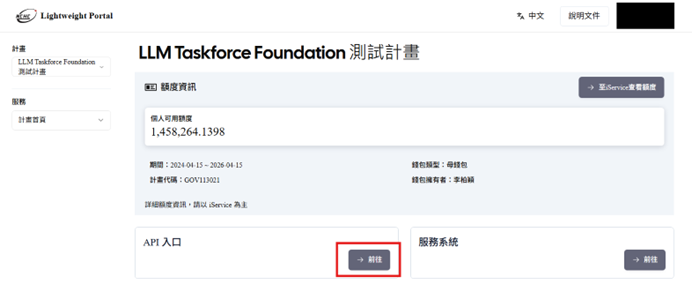 NCHC Lightweight Portal
中文
說明文件
計畫
LLM Taskforce Foundation
測試計畫
服務
計畫首頁
LLM Taskforce Foundation 測試計畫
額度資訊
至iService查看額度
個人可用額度
1,458,264.1398
期間：2024-04-15 ~ 2026-04-15
錢包類型：母錢包
計畫代碼：GOV113021
錢包擁有者：李柏穎
詳細額度資訊，請以 iService 為主
API 入口
前往
服務系統
前往